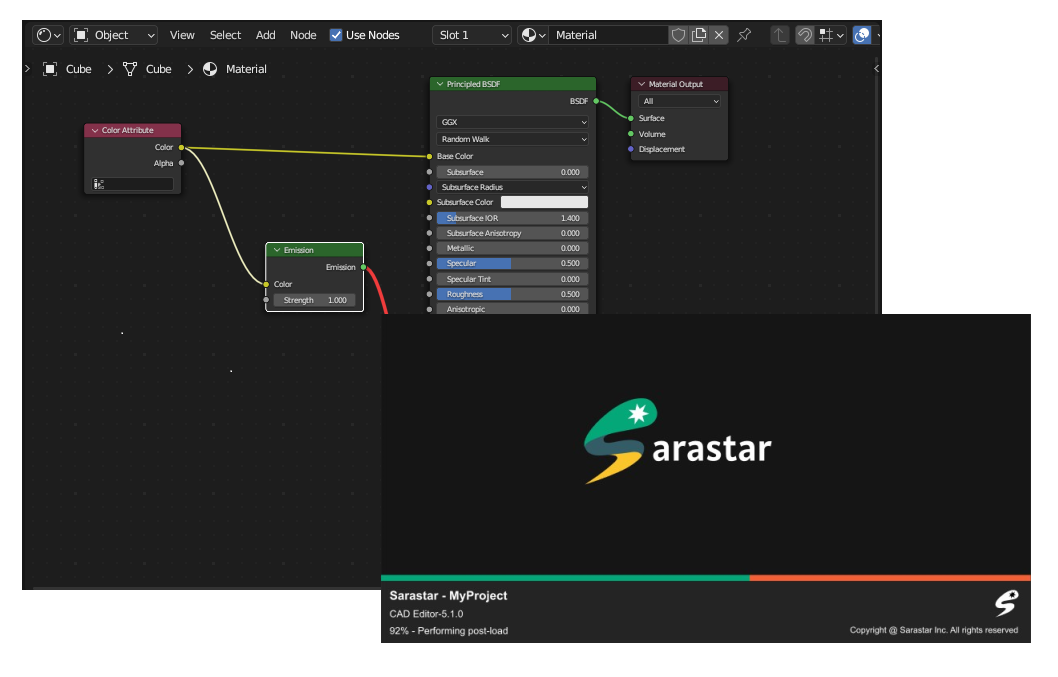 Object View Select Add Node Use Nodes Slot 1 Material
Cube Cube Material
Color Attribute
Color
Alpha
Emission
Emission
Color
Strength 1.000
Principled BSDF
BSDF
GGX
Random Walk
Base Color
Subsurface 0.000
Subsurface Radius
Subsurface Color
Subsurface IOR 1.400
Subsurface Anisotropy 0.000
Metallic 0.000
Specular 0.500
Specular Tint 0.000
Roughness 0.500
Anisotropic 0.000
Material Output
All
Surface
Volume
Displacement
Sarastar
Sarastar - MyProject
CAD Editor-5.1.0
92% - Performing post-load
Copyright @ Sarastar Inc. All rights reserved